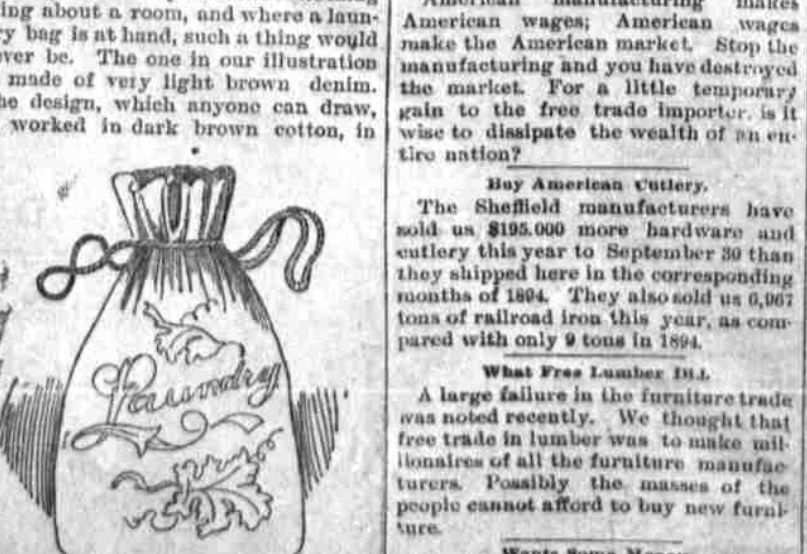 ing about a room, and where a laun-
ry bag is at hand, such a thing would
ver be. The one in our illustration
made of very light brown denim.
he design, which anyone can draw,
worked in dark brown cotton, in
Laundry
American manufacturing makes
American wages; American wages
make the American market. Stop the
manufacturing and you have destroyed
the market. For a little temporary
gain to the free trade importer, is it
wise to dissipate the wealth of an en-
tire nation?
Buy American Cutlery.
The Sheffield manufacturers have
sold us $195.000 more hardware and
cutlery this year to September 30 than
they shipped here in the corresponding
months of 1894. They also sold us 6,967
tons of railroad iron this year, as com-
pared with only 9 tons in 1894.
What Free Lumber Did.
A large failure in the furniture trade
was noted recently. We thought that
free trade in lumber was to make mil-
lionaires of all the furniture manufac
turers. Possibly the masses of the
people cannot afford to buy new furni-
ture.
Wants Some